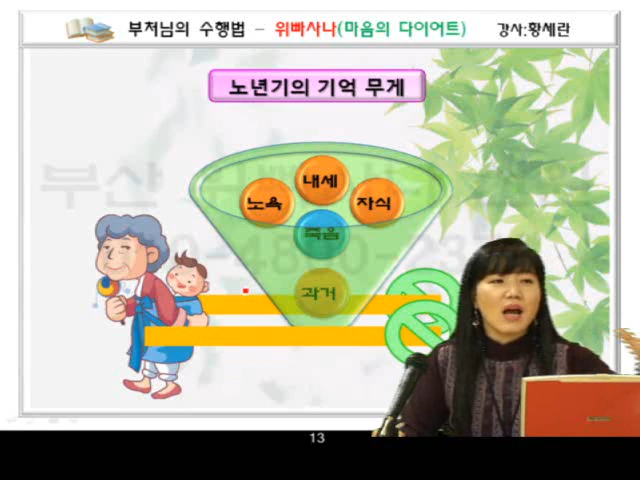 부처님의 수행법 - 위빠사나(마음의 다이어트) 강사:황세란
노년기의 기억 무게
내세
노욕 자식
죽음
과거
13